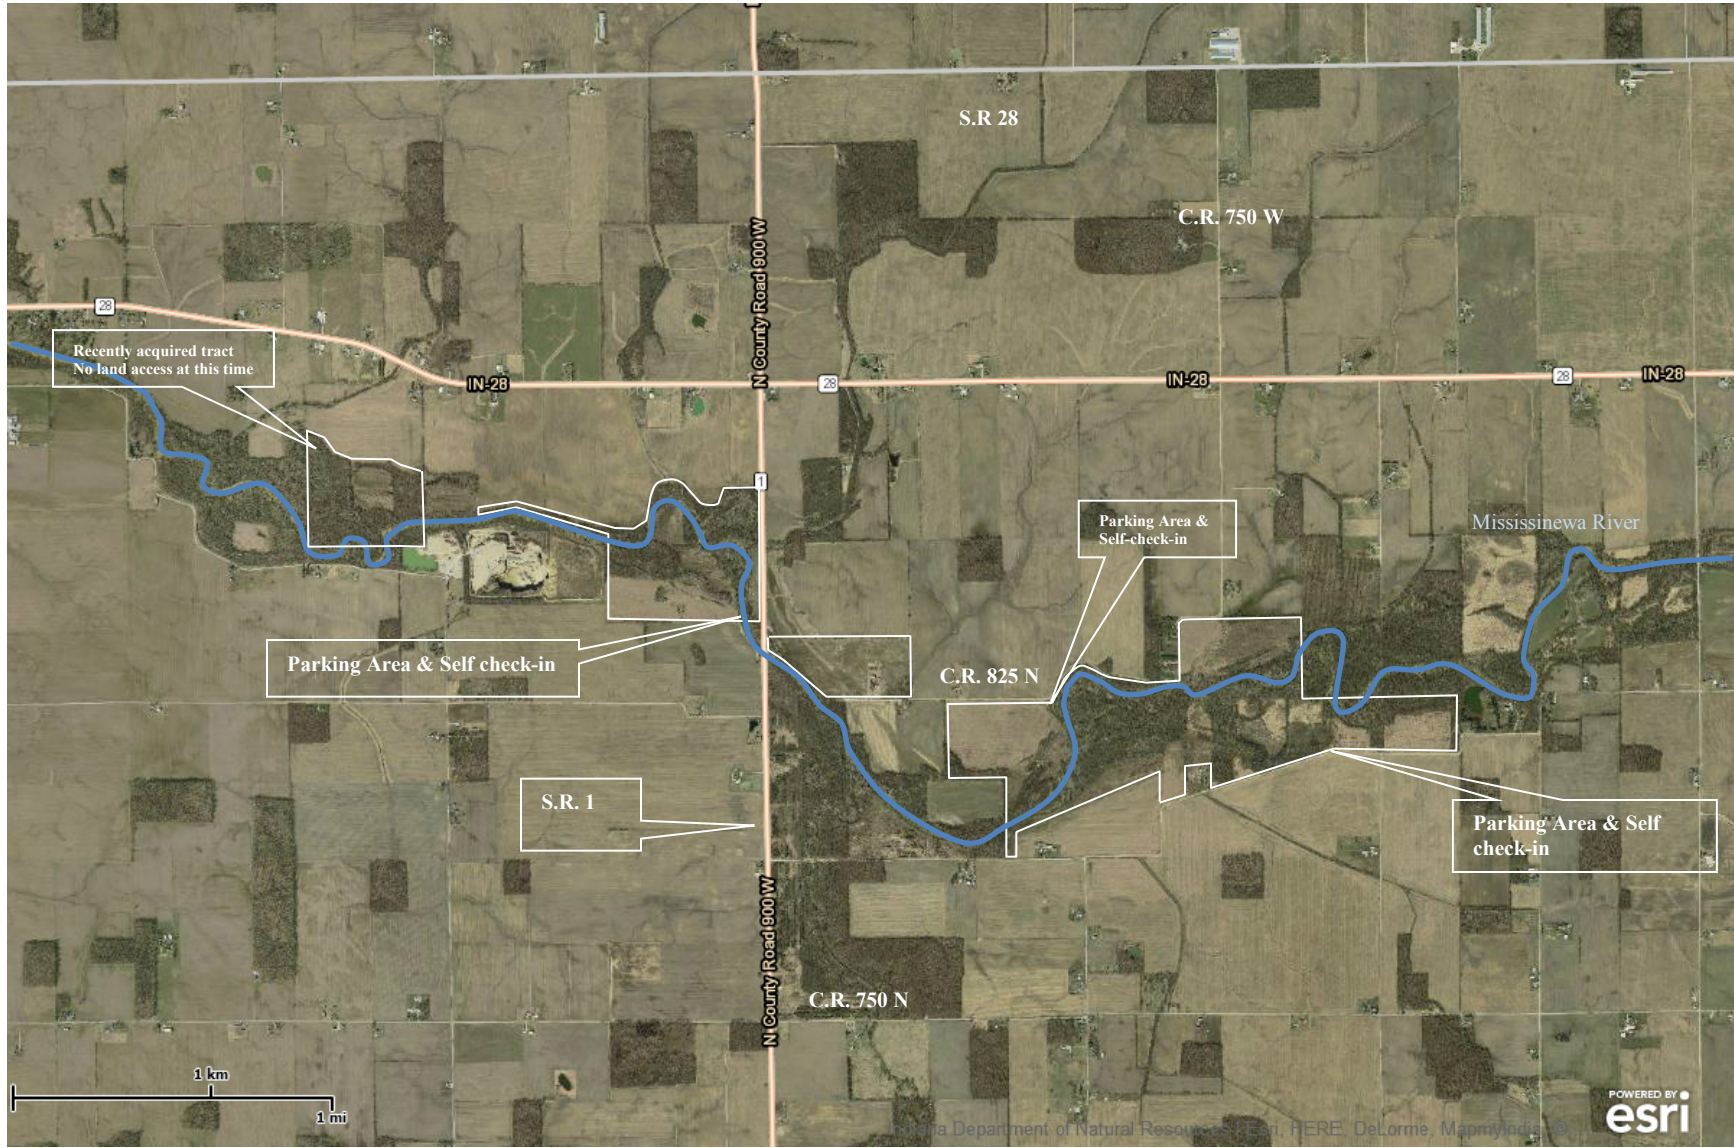 S.R 28
C.R. 750 W
N County Road 900 W
28
Recently acquired tract
No land access at this time
IN-28
28
IN-28
28
IN-28
1
Parking Area &
Self-check-in
Mississinewa River
Parking Area & Self check-in
C.R. 825 N
S.R. 1
Parking Area & Self
check-in
N County Road 900 W
C.R. 750 N
1 km
1 mi
POWERED BY
esri
Indiana Department of Natural Resources, Esri, HERE, DeLorme, MapmyIndia, ©